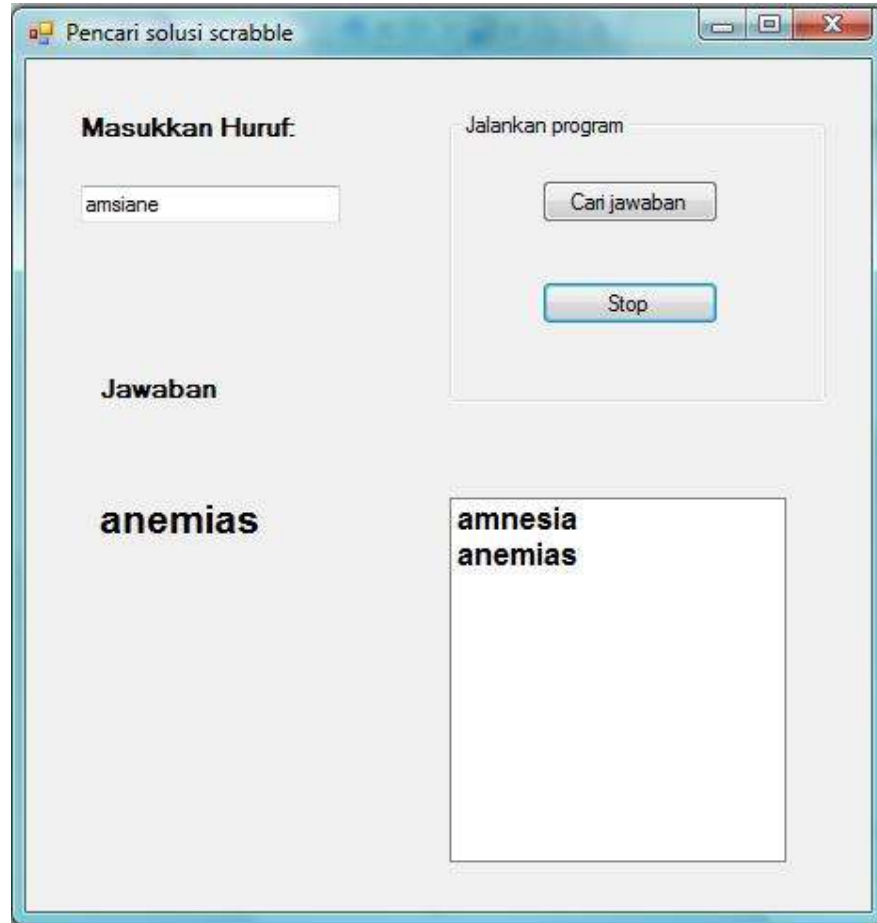 Pencari solusi scrabble
Masukkan Huruf:
amsiane
Jalankan program
Cari jawaban
Stop
Jawaban
anemias
amnesia
anemias